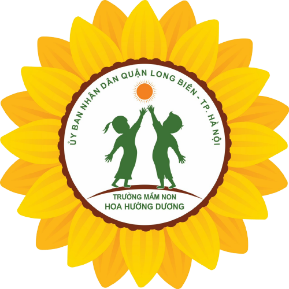 ỦY BAN NHÂN DÂN QUẬN LONG BIÊN - TP. HÀ NỘI
TRƯỜNG MẦM NON
HOA HƯỚNG DƯƠNG